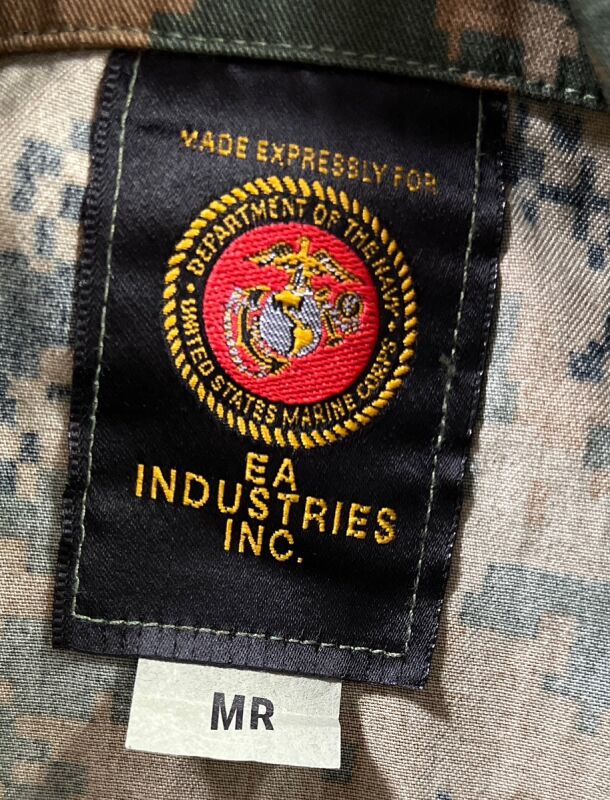 MADE EXPRESSLY FOR
DEPARTMENT OF THE NAVY
UNITED STATES MARINE CORPS
EA
INDUSTRIES
INC.
MR